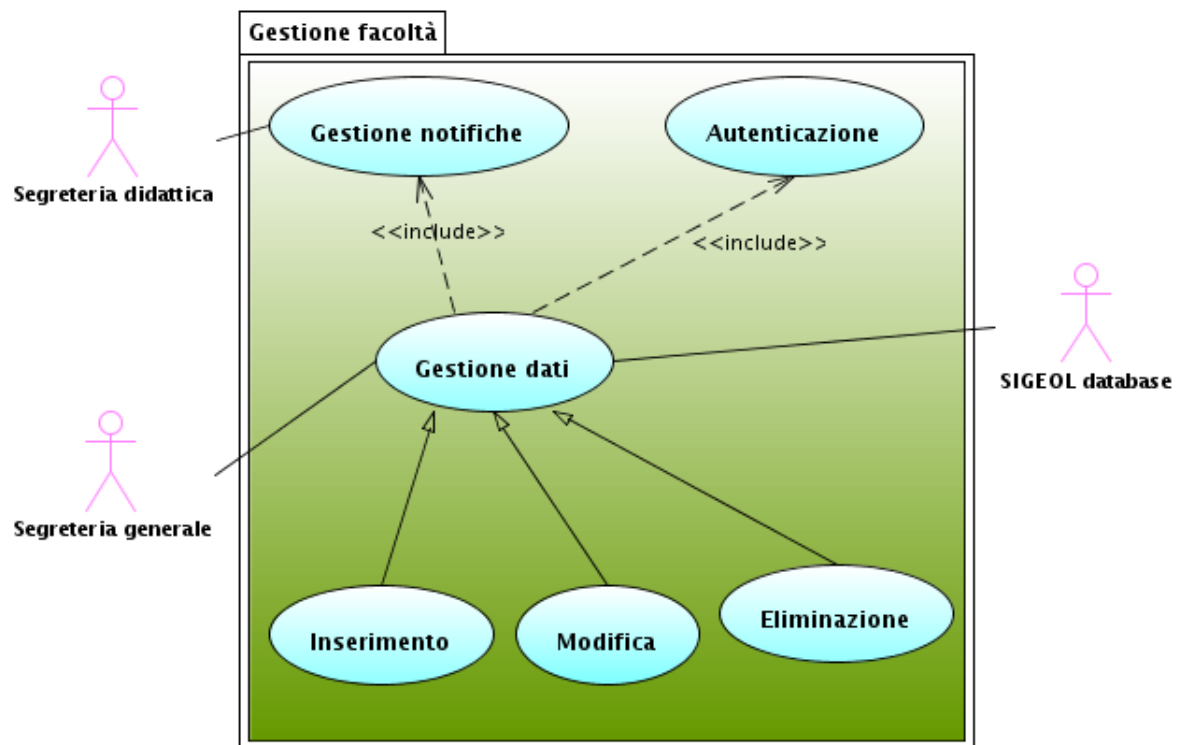 Gestione facoltà
Gestione notifiche
Autenticazione
Segreteria didattica
<<include>>
<<include>>
Gestione dati
SIGEOL database
Segreteria generale
Inserimento
Modifica
Eliminazione